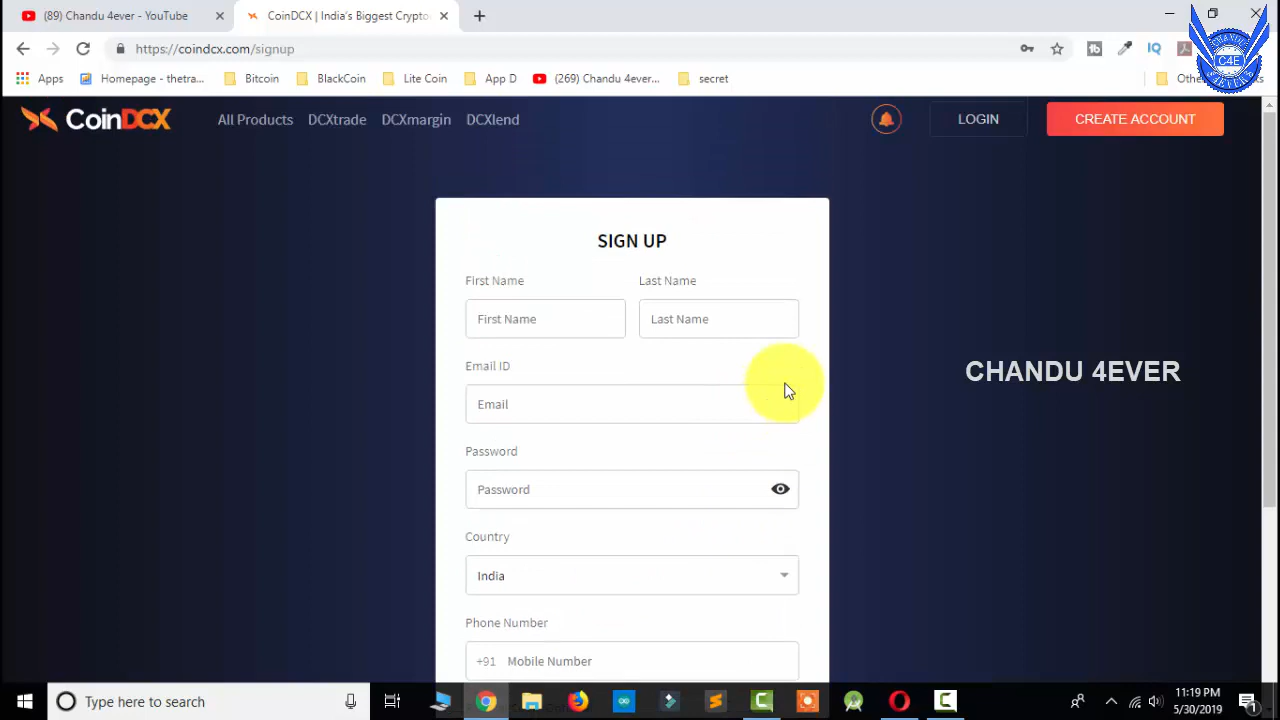 (89) Chandu 4ever - YouTube
CoinDCX | India's Biggest Crypto
https://coindcx.com/signup
Apps
Homepage - thetra...
Bitcoin
BlackCoin
Lite Coin
App D
(269) Chandu 4ever...
secret
C4E
CoinDCX
All Products
DCXtrade
DCXmargin
DCXlend
LOGIN
CREATE ACCOUNT
SIGN UP
First Name
Last Name
First Name
Last Name
Email ID
Email
CHANDU 4EVER
Password
Password
Country
India
Phone Number
+91 Mobile Number
Type here to search
11:19 PM
5/30/2019